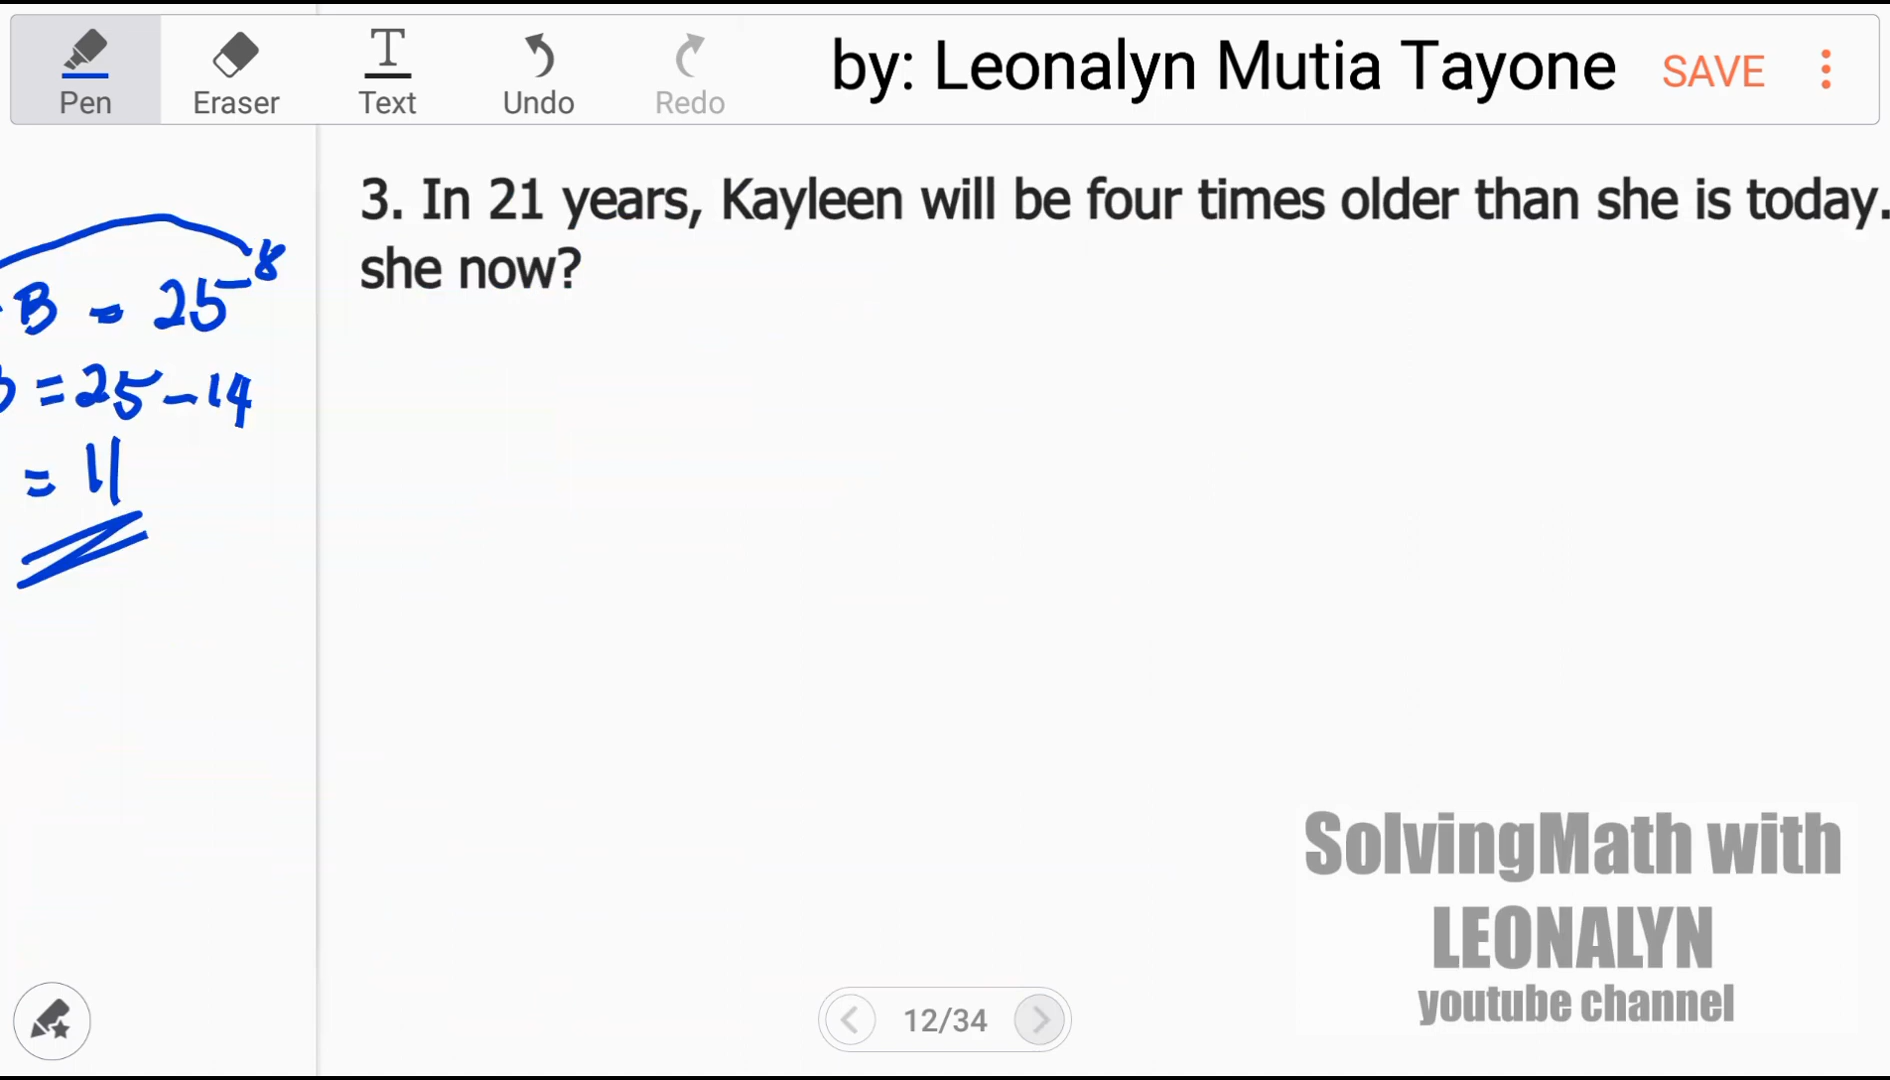 Pen Eraser Text Undo Redo by: Leonalyn Mutia Tayone SAVE
3. In 21 years, Kayleen will be four times older than she is today.
she now?
B = 25 - 8
= 25 - 14
= 11
12/34
SolvingMath with
LEONALYN
youtube channel